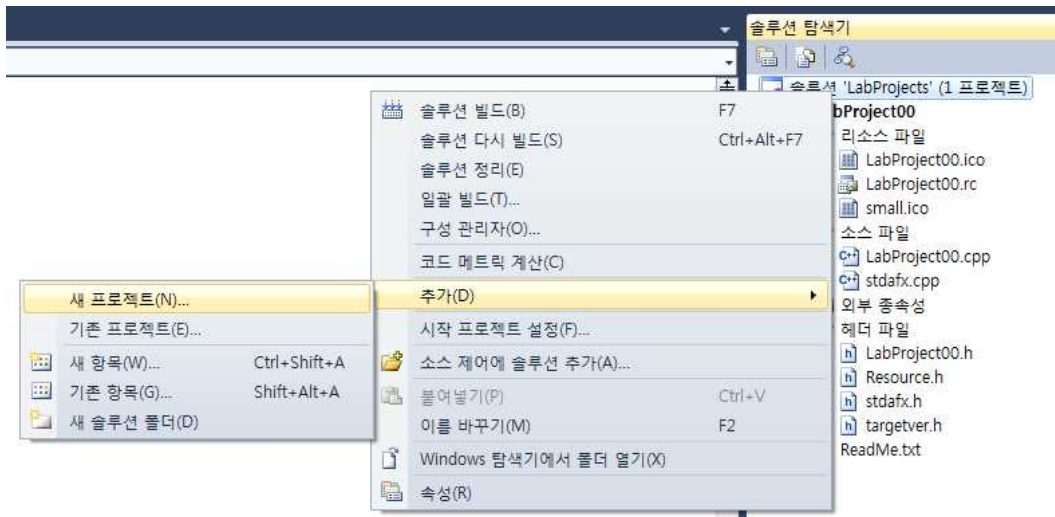 솔루션 탐색기
솔루션 'LabProjects' (1 프로젝트)
bProject00
리소스 파일
LabProject00.ico
LabProject00.rc
small.ico
소스 파일
LabProject00.cpp
stdafx.cpp
외부 종속성
헤더 파일
LabProject00.h
Resource.h
stdafx.h
targetver.h
ReadMe.txt
솔루션 빌드(B) F7
솔루션 다시 빌드(S) Ctrl+Alt+F7
솔루션 정리(E)
일괄 빌드(T)...
구성 관리자(O)...
코드 메트릭 계산(C)
추가(D)
시작 프로젝트 설정(F)...
소스 제어에 솔루션 추가(A)...
붙여넣기(P) Ctrl+V
이름 바꾸기(M) F2
Windows 탐색기에서 폴더 열기(X)
속성(R)
새 프로젝트(N)...
기존 프로젝트(E)...
새 항목(W)... Ctrl+Shift+A
기존 항목(G)... Shift+Alt+A
새 솔루션 폴더(D)